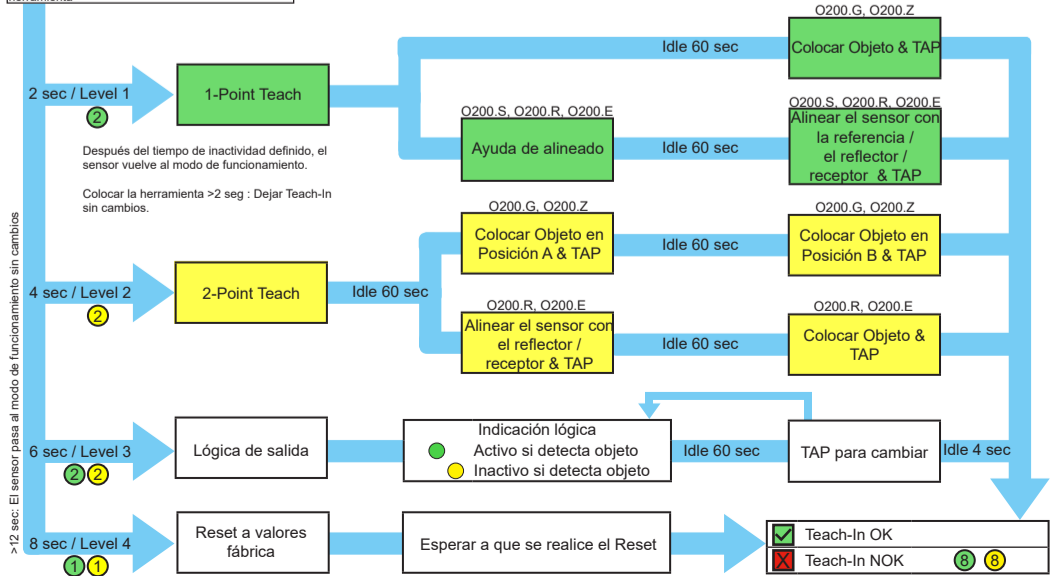 herramienta
O200.G, O200.Z
Idle 60 sec
Colocar Objeto & TAP
2 sec / Level 1
2
1-Point Teach
O200.S, O200.R, O200.E
Ayuda de alineado
Idle 60 sec
O200.S, O200.R, O200.E
Alinear el sensor con
la referencia /
el reflector /
receptor & TAP
Después del tiempo de inactividad definido, el
sensor vuelve al modo de funcionamiento.
Colocar la herramienta >2 seg : Dejar Teach-In
sin cambios.
>12 sec: El sensor pasa al modo de funcionamiento sin cambios
4 sec / Level 2
2
2-Point Teach
Idle 60 sec
O200.G, O200.Z
Colocar Objeto en
Posición A & TAP
Idle 60 sec
O200.G, O200.Z
Colocar Objeto en
Posición B & TAP
O200.R, O200.E
Alinear el sensor con
el reflector /
receptor & TAP
Idle 60 sec
O200.R, O200.E
Colocar Objeto &
TAP
6 sec / Level 3
2 2
Lógica de salida
Indicación lógica
Activo si detecta objeto
Inactivo si detecta objeto
Idle 60 sec
TAP para cambiar
Idle 4 sec
8 sec / Level 4
1 1
Reset a valores
fábrica
Esperar a que se realice el Reset
Teach-In OK
Teach-In NOK
8 8